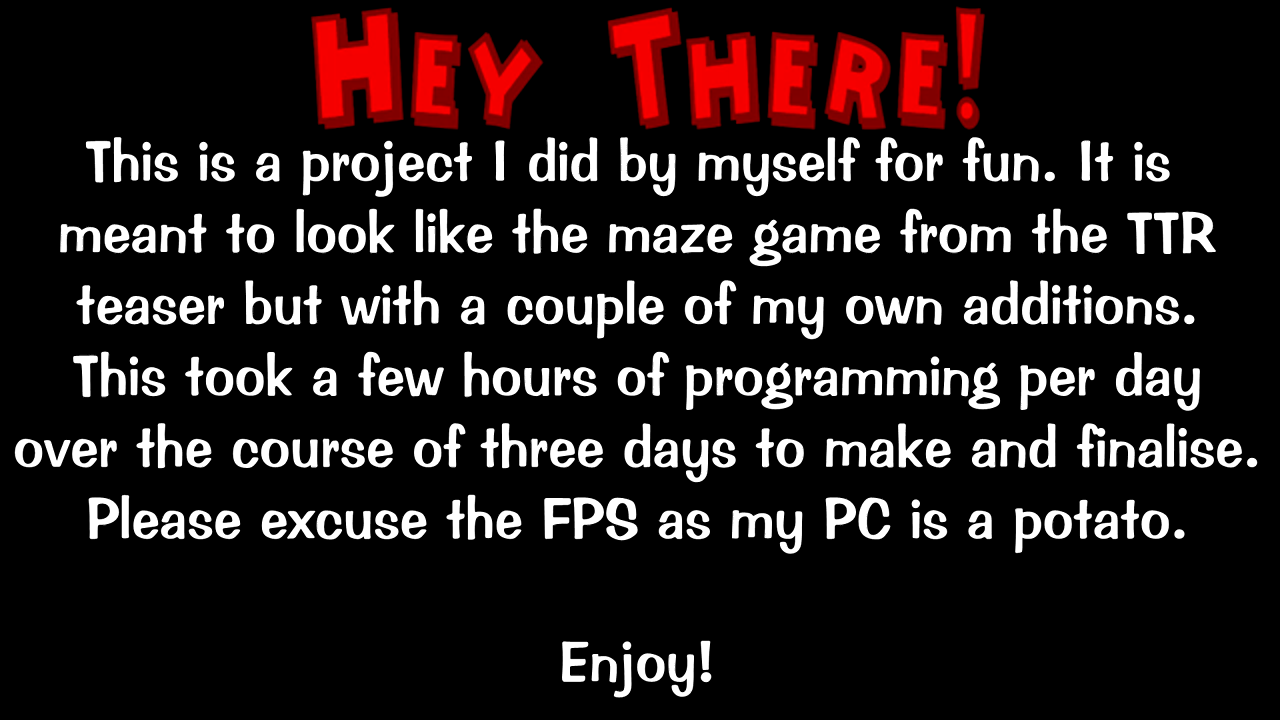 Hey There!
This is a project I did by myself for fun. It is
meant to look like the maze game from the TTR
teaser but with a couple of my own additions.
This took a few hours of programming per day
over the course of three days to make and finalise.
Please excuse the FPS as my PC is a potato.
Enjoy!